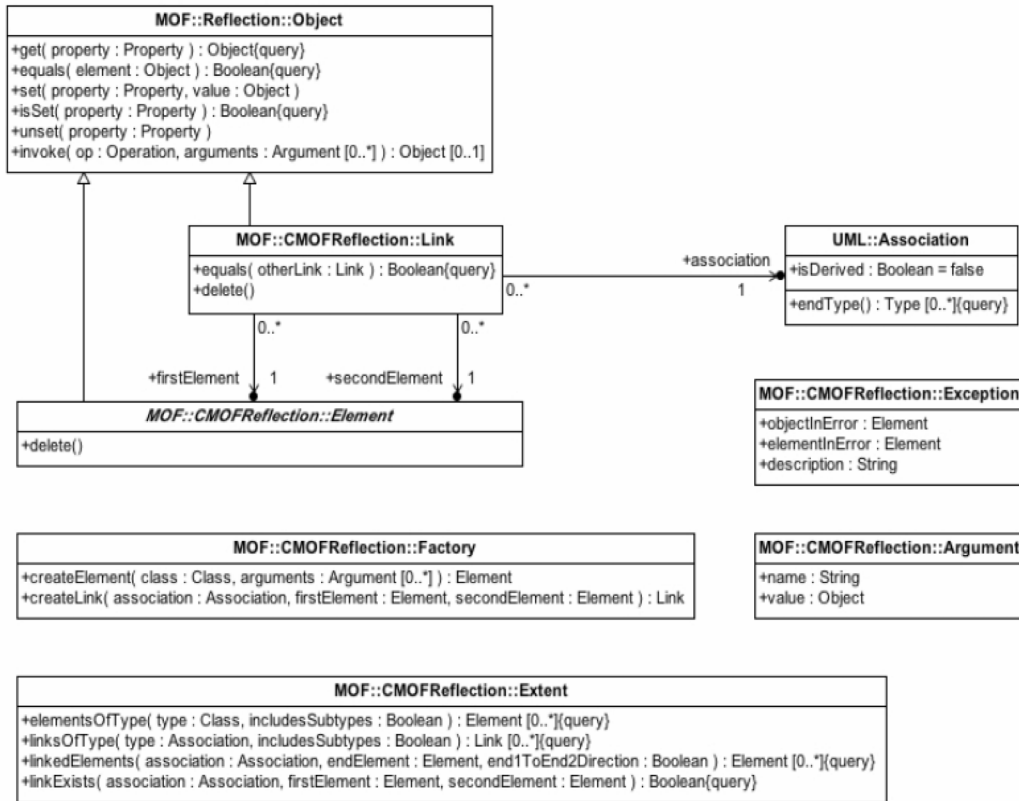 MOF::Reflection::Object
+get( property : Property ) : Object{query}
+equals( element : Object ) : Boolean{query}
+set( property : Property, value : Object )
+isSet( property : Property ) : Boolean{query}
+unset( property : Property )
+invoke( op : Operation, arguments : Argument [0..*] ) : Object [0..1]
MOF::CMOFReflection::Link
+equals( otherLink : Link ) : Boolean{query}
+delete()
+association
0..*
1
UML::Association
+isDerived : Boolean = false
+endType() : Type [0..*]{query}
0..*
0..*
+firstElement
1
+secondElement
1
MOF::CMOFReflection::Element
+delete()
MOF::CMOFReflection::Exception
+objectInError : Element
+elementInError : Element
+description : String
MOF::CMOFReflection::Factory
+createElement( class : Class, arguments : Argument [0..*] ) : Element
+createLink( association : Association, firstElement : Element, secondElement : Element ) : Link
MOF::CMOFReflection::Argument
+name : String
+value : Object
MOF::CMOFReflection::Extent
+elementsOfType( type : Class, includesSubtypes : Boolean ) : Element [0..*]{query}
+linksOfType( type : Association, includesSubtypes : Boolean ) : Link [0..*]{query}
+linkedElements( association : Association, endElement : Element, end1ToEnd2Direction : Boolean ) : Element [0..*]{query}
+linkExists( association : Association, firstElement : Element, secondElement : Element ) : Boolean{query}